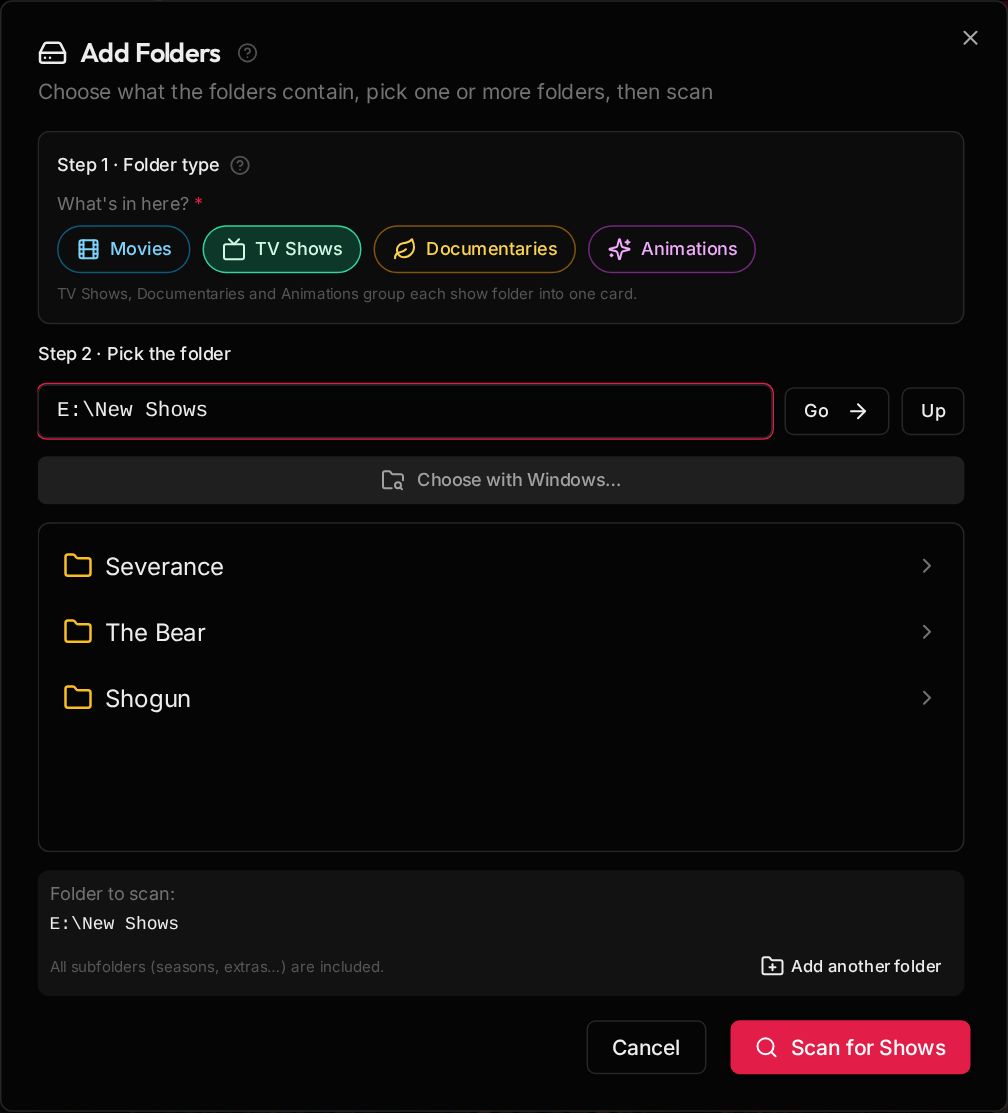 Add Folders
Choose what the folders contain, pick one or more folders, then scan
Step 1 · Folder type
What's in here? *
Movies TV Shows Documentaries Animations
TV Shows, Documentaries and Animations group each show folder into one card.
Step 2 · Pick the folder
E:\New Shows Go → Up
Choose with Windows...
Severance
The Bear
Shogun
Folder to scan:
E:\New Shows
All subfolders (seasons, extras...) are included.
Add another folder
Cancel Scan for Shows